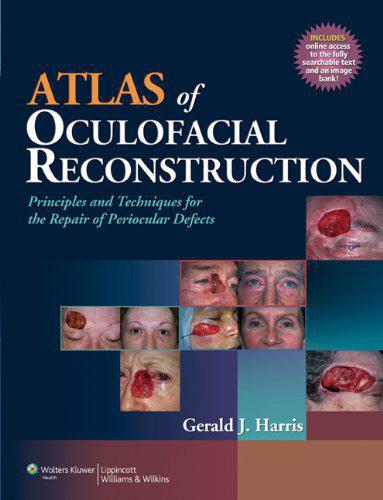 INCLUDES
online access
to the fully
searchable text
and an image
bank!
ATLAS of
OCULOFACIAL
RECONSTRUCTION
Principles and Techniques for
the Repair of Periocular Defects
Gerald J. Harris
Wolters Kluwer
Health
Lippincott
Williams & Wilkins